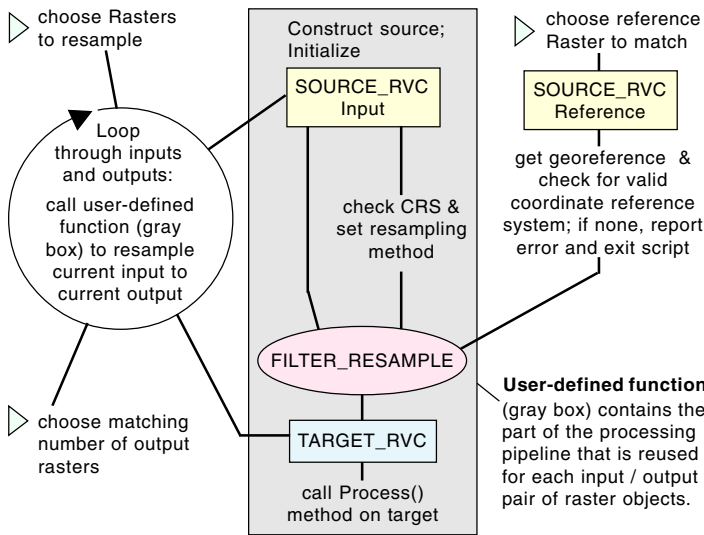 choose Rasters
to resample
Loop
through inputs
and outputs:
call user-defined
function (gray
box) to resample
current input to
current output
choose matching
number of output
rasters
Construct source;
Initialize
SOURCE_RVC
Input
check CRS &
set resampling
method
FILTER_RESAMPLE
TARGET_RVC
call Process()
method on target
choose reference
Raster to match
SOURCE_RVC
Reference
get georeference &
check for valid
coordinate reference
system; if none, report
error and exit script
User-defined function
(gray box) contains the
part of the processing
pipeline that is reused
for each input / output
pair of raster objects.